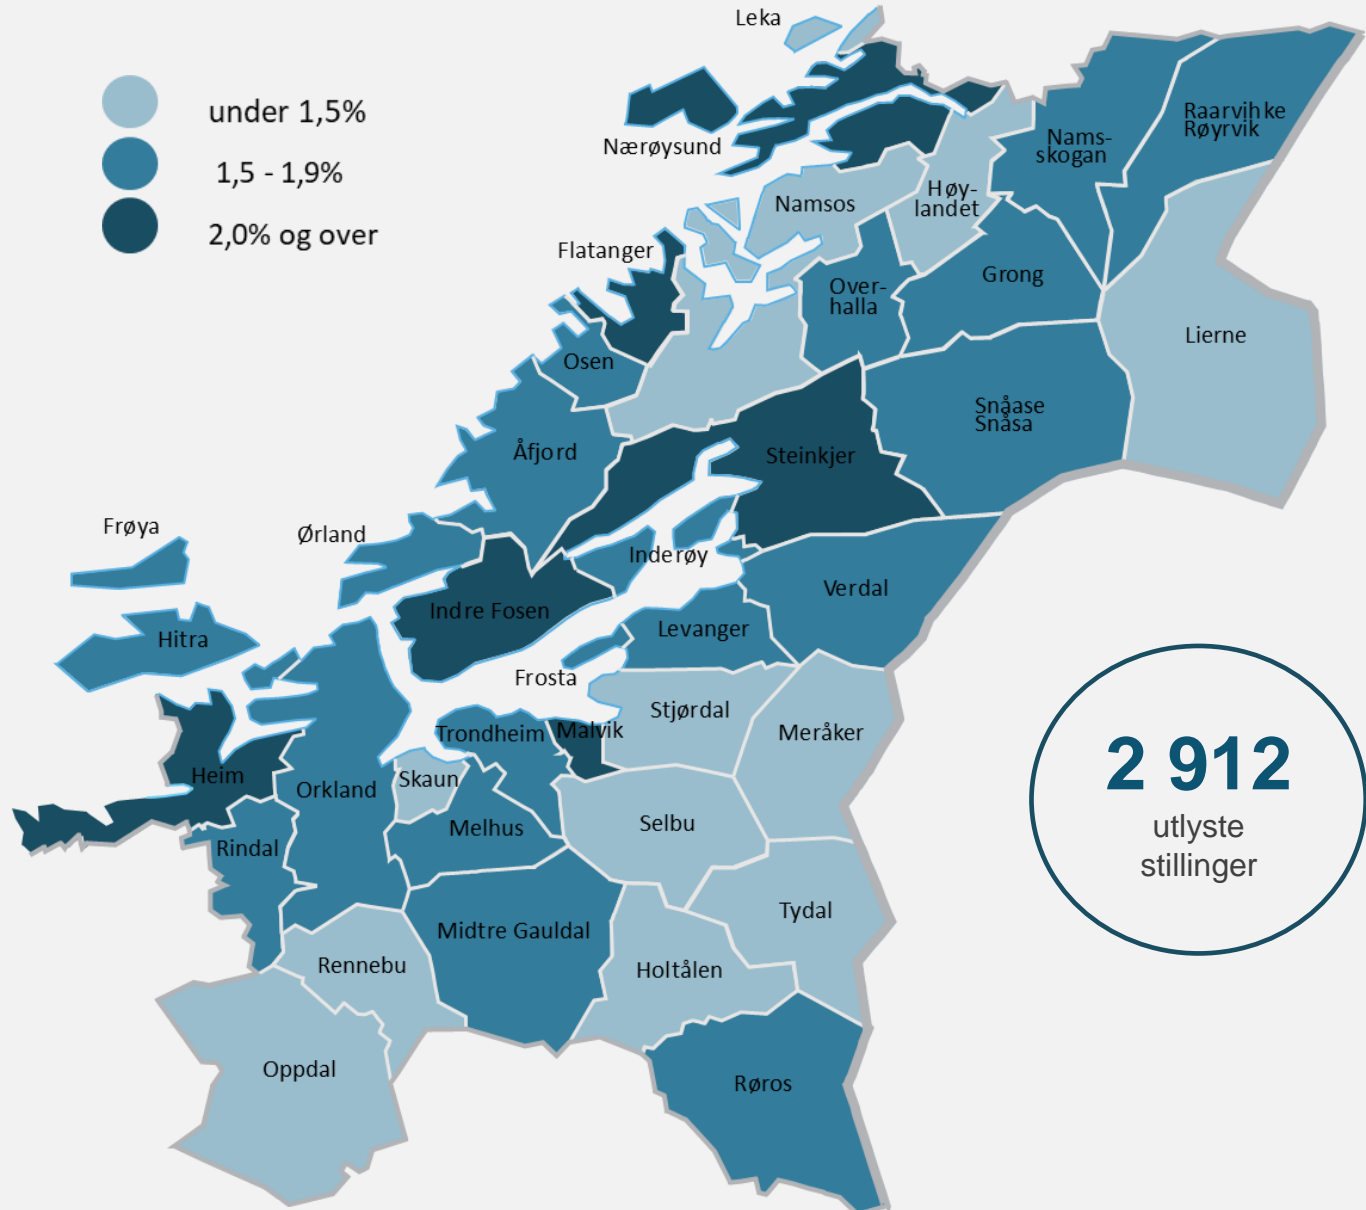 Leka
under 1,5%
1,5 - 1,9%
2,0% og over
Nærøysund
Nams-
skogan
Raarvihke
Røyrvik
Høy-
landet
Namsos
Flatanger
Over-
halla
Grong
Lierne
Osen
Snåase
Snåsa
Åfjord
Steinkjer
Frøya
Ørland
Inderøy
Verdal
Indre Fosen
Levanger
Hitra
Frosta
Stjørdal
Meråker
Trondheim
Malvik
Heim
Orkland
Skaun
Selbu
Melhus
Rindal
2 912
utlyste
stillinger
Tydal
Midtre Gauldal
Rennebu
Holtålen
Oppdal
Røros